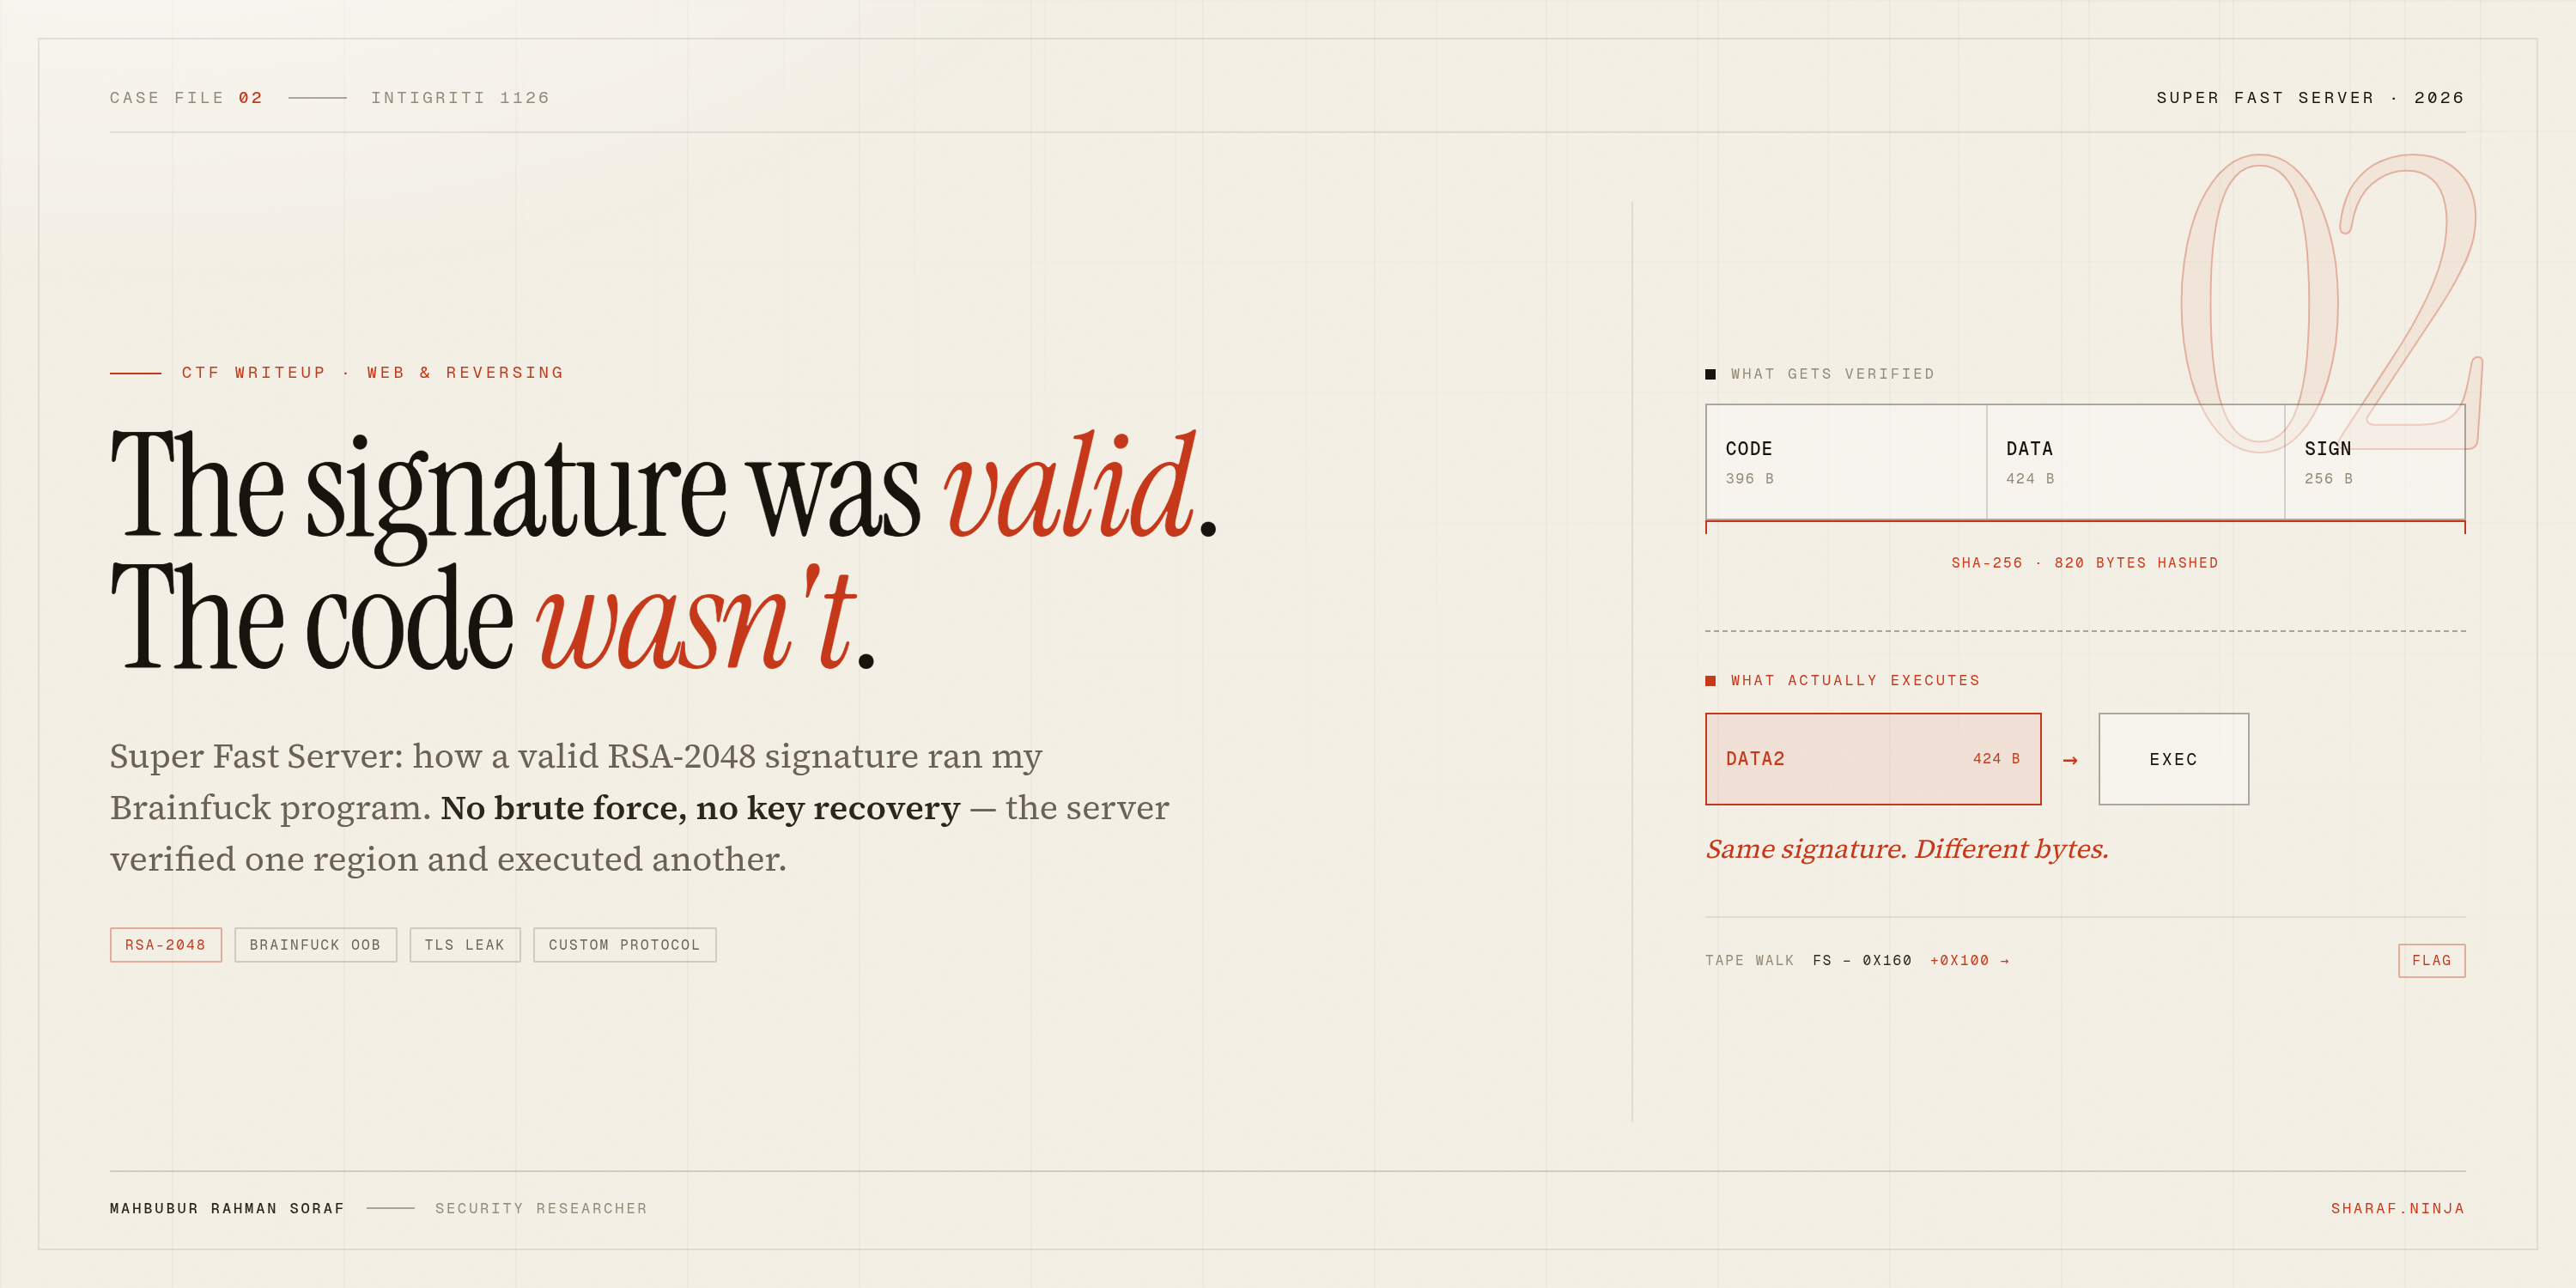 CASE FILE 02 —— INTIGRITI 1126
SUPER FAST SERVER · 2026
02
CTF WRITEUP · WEB & REVERSING
The signature was valid.
The code wasn't.
Super Fast Server: how a valid RSA-2048 signature ran my
Brainfuck program. No brute force, no key recovery — the server
verified one region and executed another.
RSA-2048 BRAINFUCK OOB TLS LEAK CUSTOM PROTOCOL
WHAT GETS VERIFIED
CODE DATA SIGN
396 B 424 B 256 B
SHA-256 · 820 BYTES HASHED
WHAT ACTUALLY EXECUTES
DATA2 424 B → EXEC
Same signature. Different bytes.
TAPE WALK FS – 0X160 +0X100 → FLAG
MAHBUBUR RAHMAN SORAF —— SECURITY RESEARCHER
SHARAF.NINJA